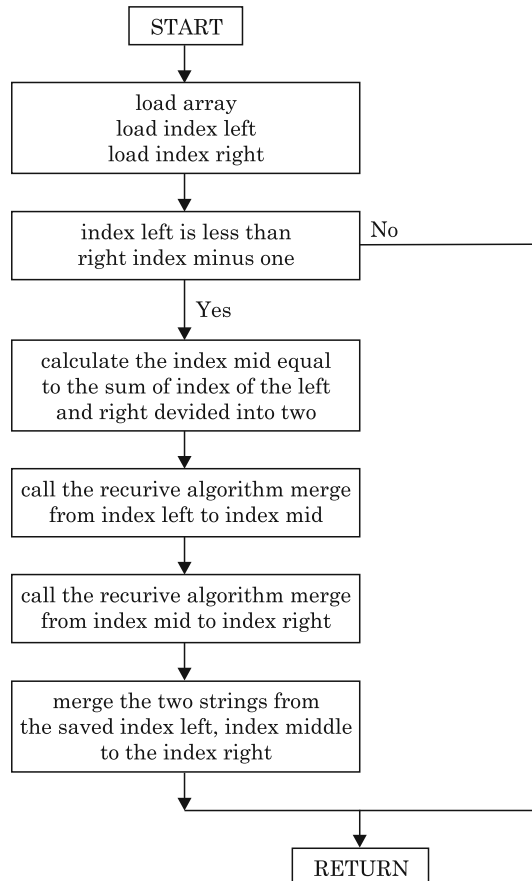 START
load array
load index left
load index right
index left is less than
right index minus one
No
Yes
calculate the index mid equal
to the sum of index of the left
and right devided into two
call the recurive algorithm merge
from index left to index mid
call the recurive algorithm merge
from index mid to index right
merge the two strings from
the saved index left, index middle
to the index right
RETURN